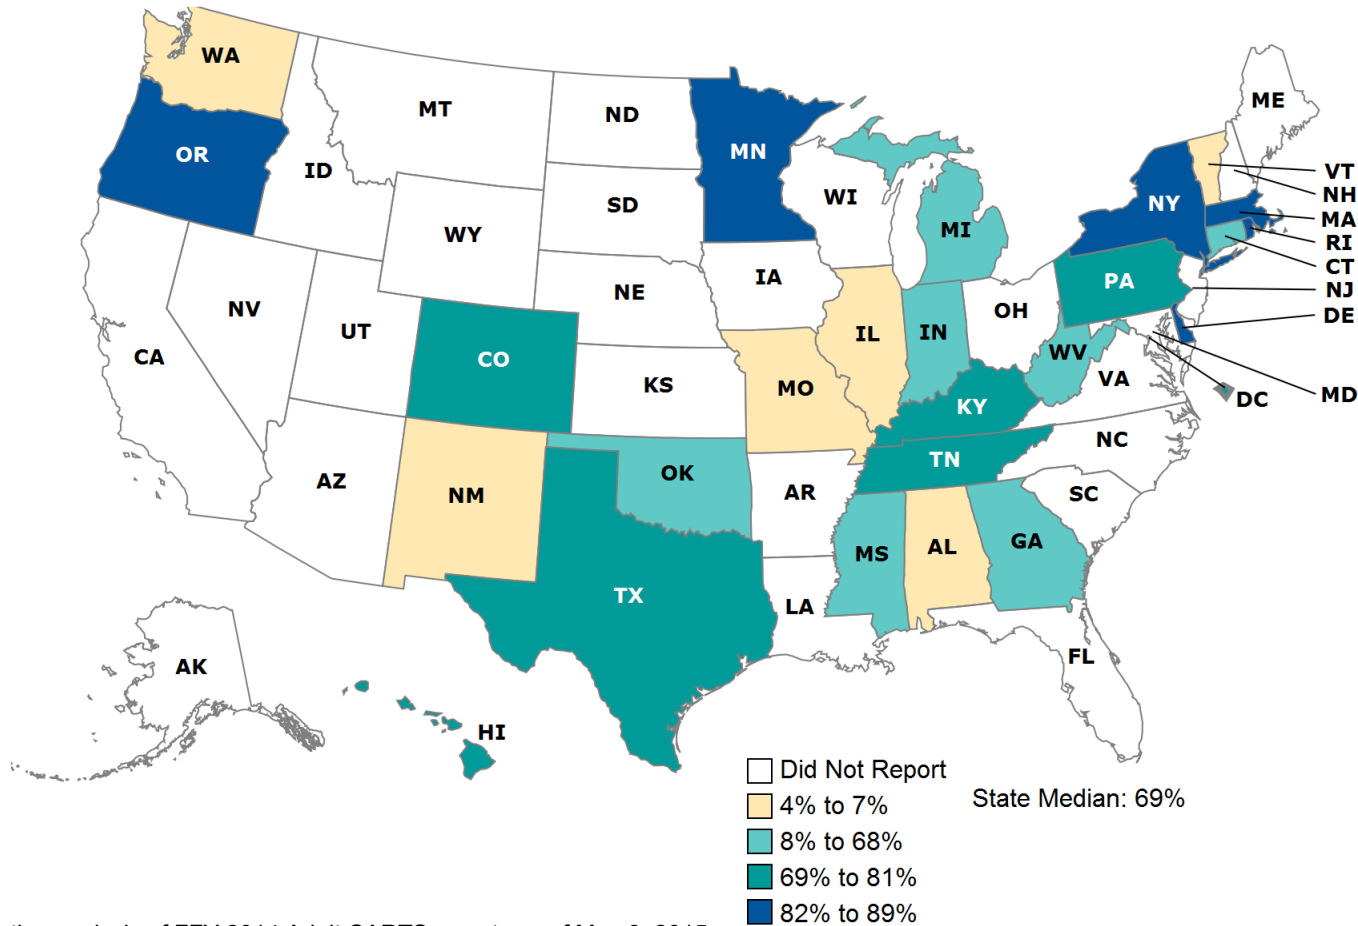 WA
MT
ND
ME
OR
MN
ID
VT
SD
WI
NH
NY
MA
WY
MI
RI
CT
IA
PA
NJ
NE
NV
OH
DE
UT
IL
IN
CA
CO
WV
VA
KS
MO
MD
DC
KY
NC
TN
OK
AZ
AR
SC
NM
GA
AL
MS
TX
LA
FL
AK
HI
Did Not Report
4% to 7%
State Median: 69%
8% to 68%
69% to 81%
82% to 89%